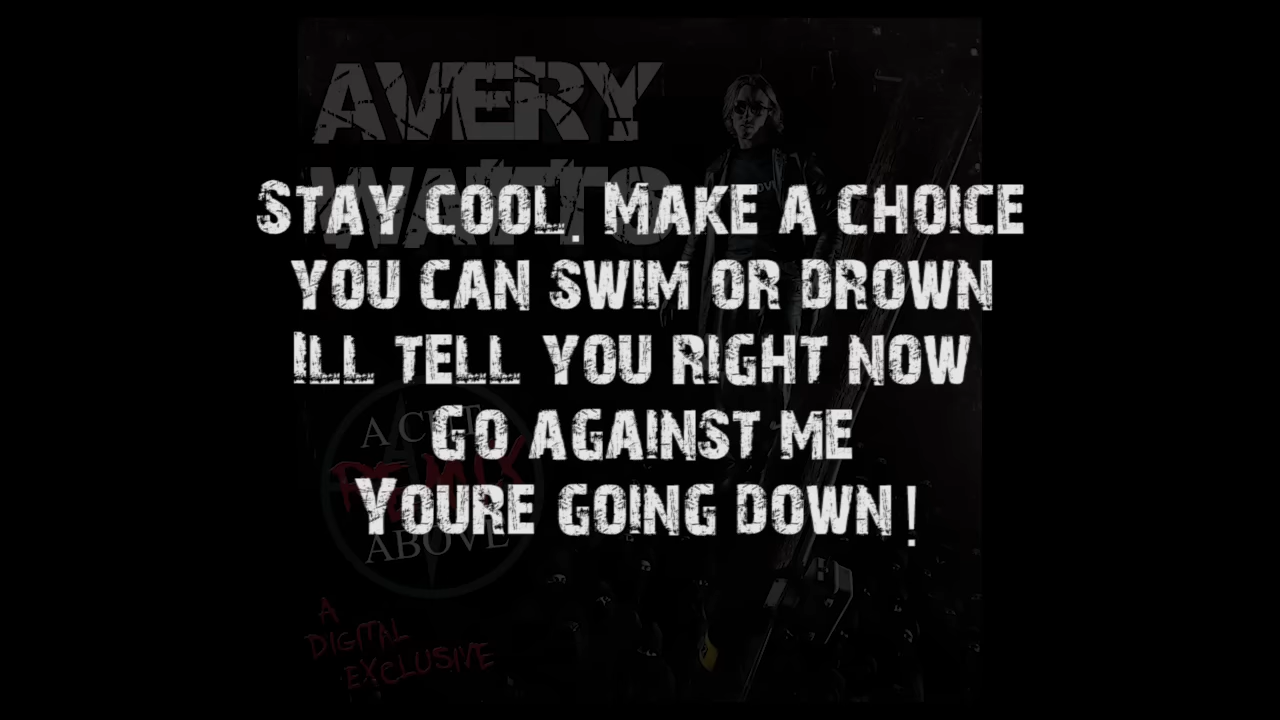 AVERY
WATTS
STAY COOL. MAKE A CHOICE
YOU CAN SWIM OR DROWN
ILL TELL YOU RIGHT NOW
GO AGAINST ME
YOURE GOING DOWN!
A CUT
REMIX
ABOVE
A
DIGITAL
EXCLUSIVE